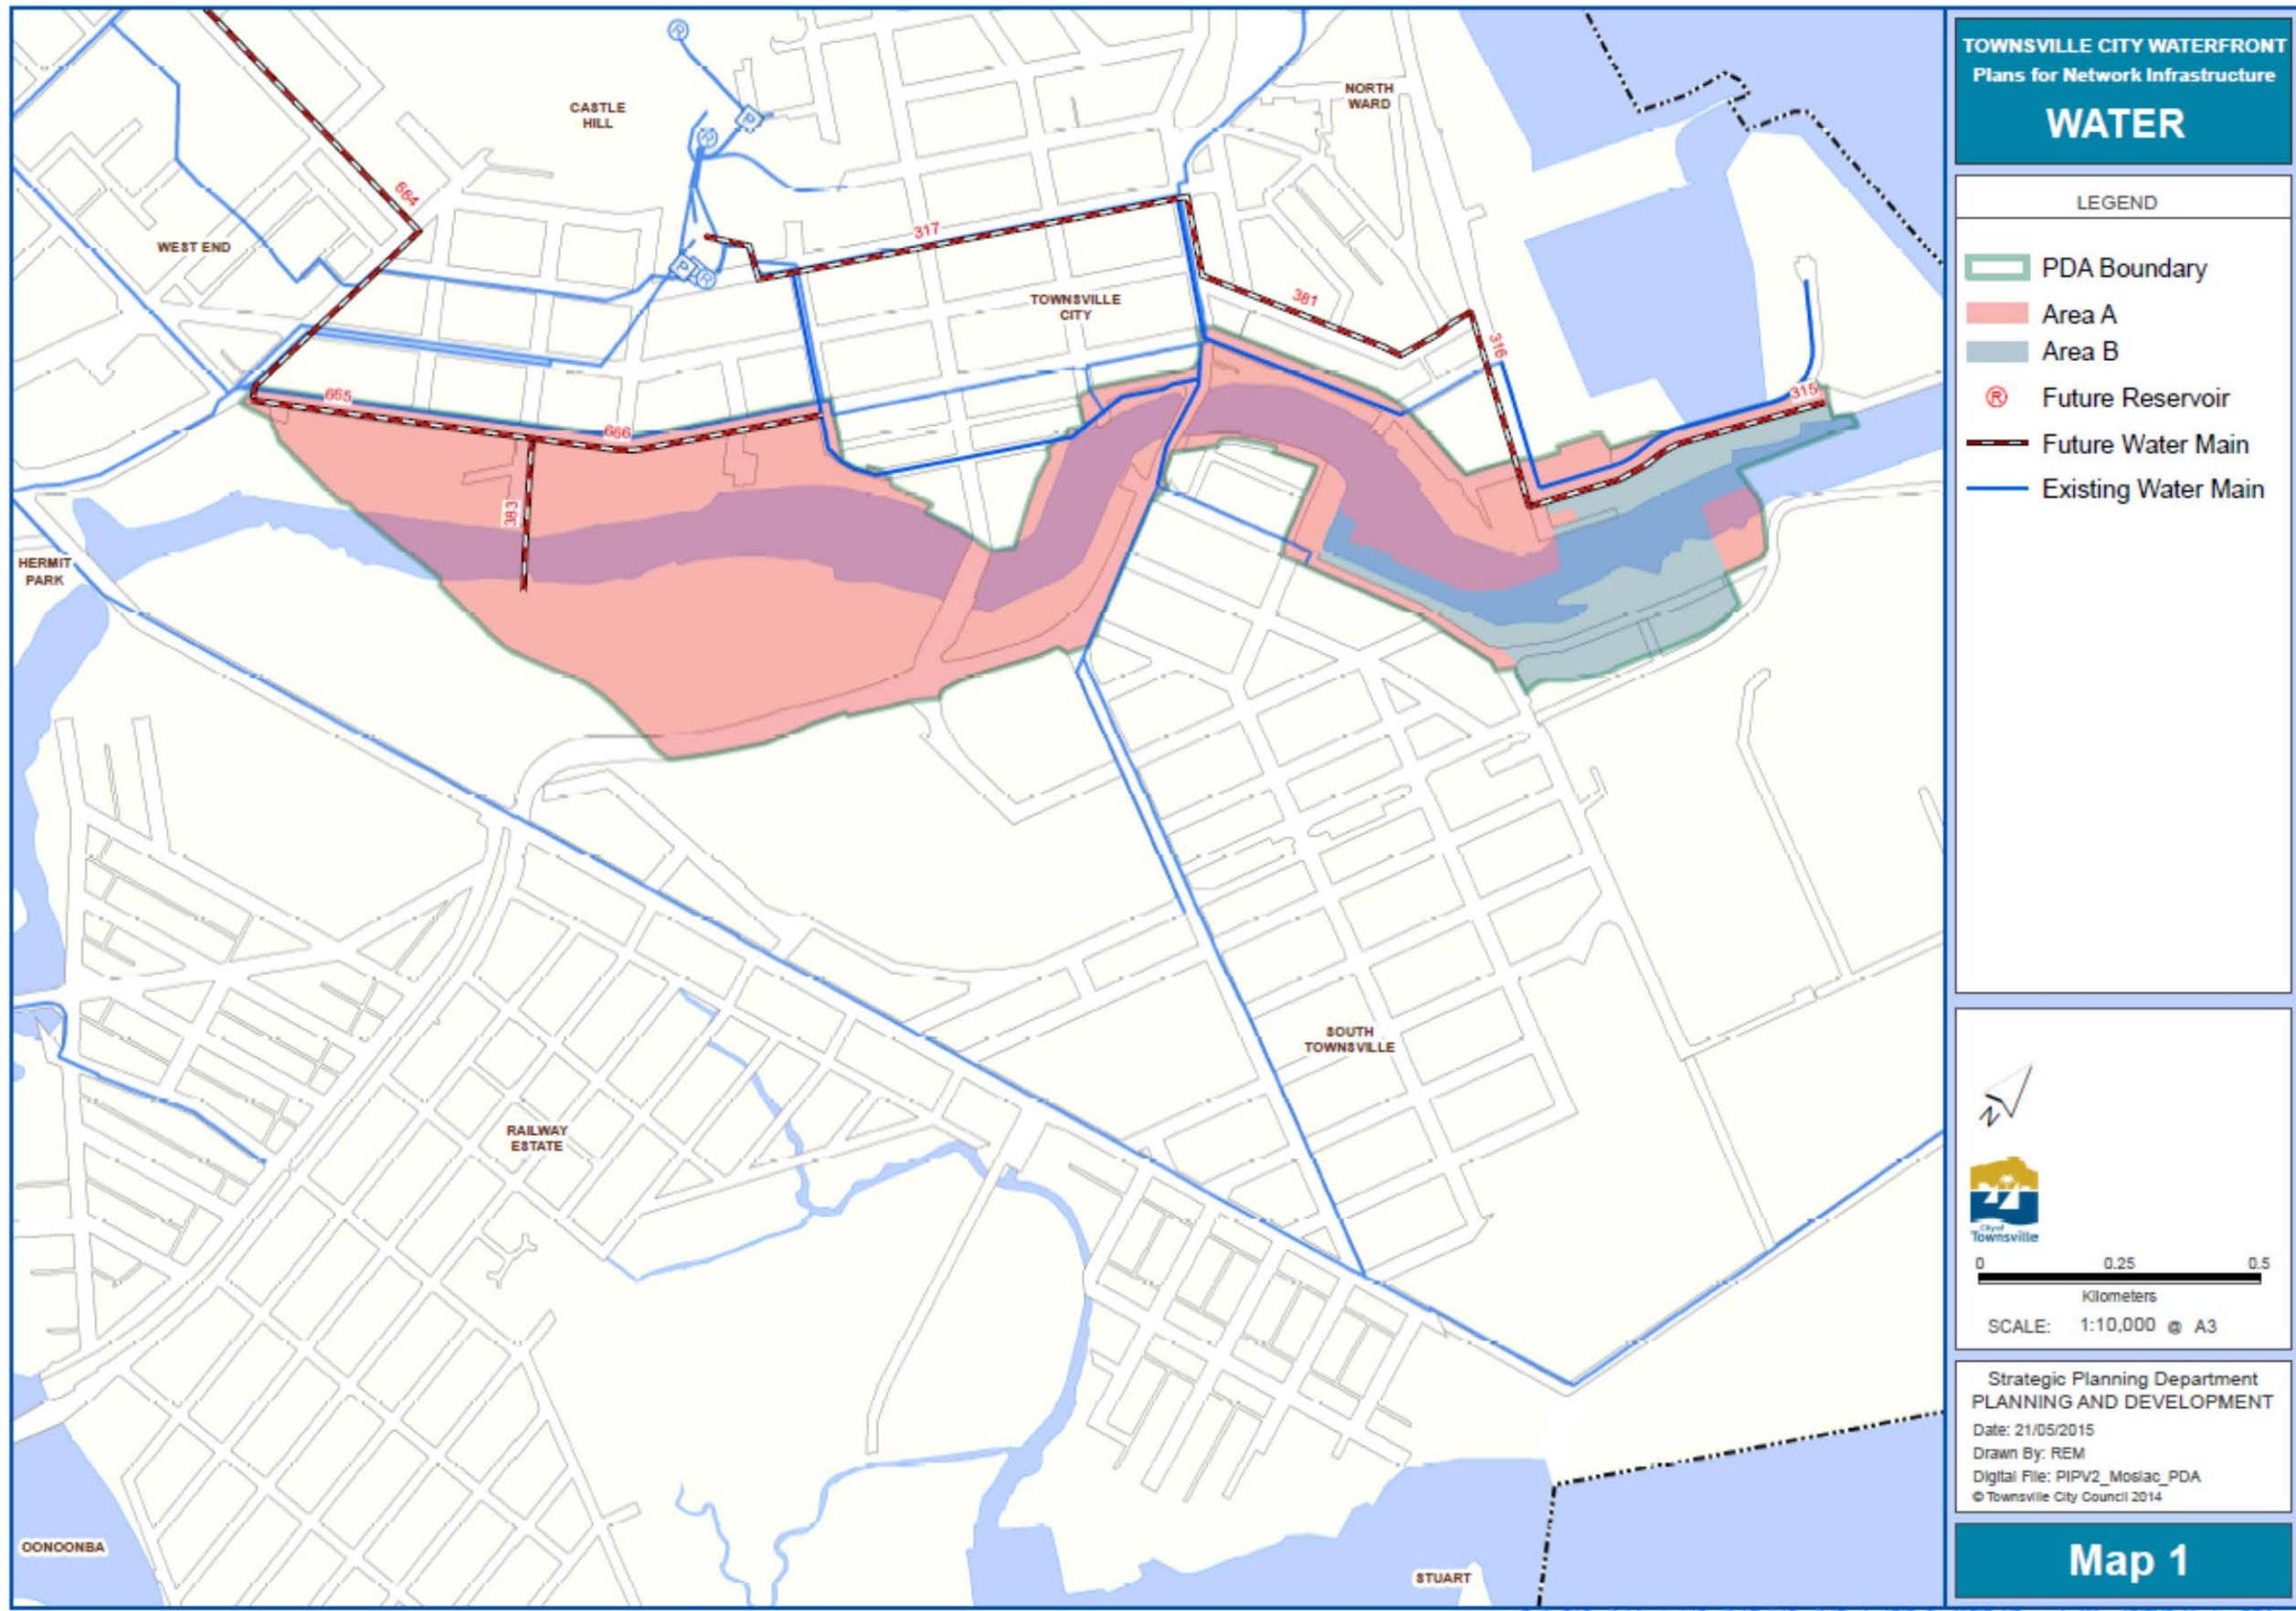 TOWNSVILLE CITY WATERFRONT
Plans for Network Infrastructure
WATER
LEGEND
PDA Boundary
Area A
Area B
R Future Reservoir
Future Water Main
Existing Water Main
N
City of
Townsville
0 0.25 0.5
Kilometers
SCALE: 1:10,000 @ A3
Strategic Planning Department
PLANNING AND DEVELOPMENT
Date: 21/05/2015
Drawn By: REM
Digital File: PIPV2_Mosiac_PDA
© Townsville City Council 2014
Map 1
R
CASTLE
HILL
P
R
NORTH
WARD
664
WEST END
317
P
R
TOWNSVILLE
CITY
381
316
665
315
666
383
HERMIT
PARK
SOUTH
TOWNSVILLE
RAILWAY
ESTATE
OONOONBA
STUART